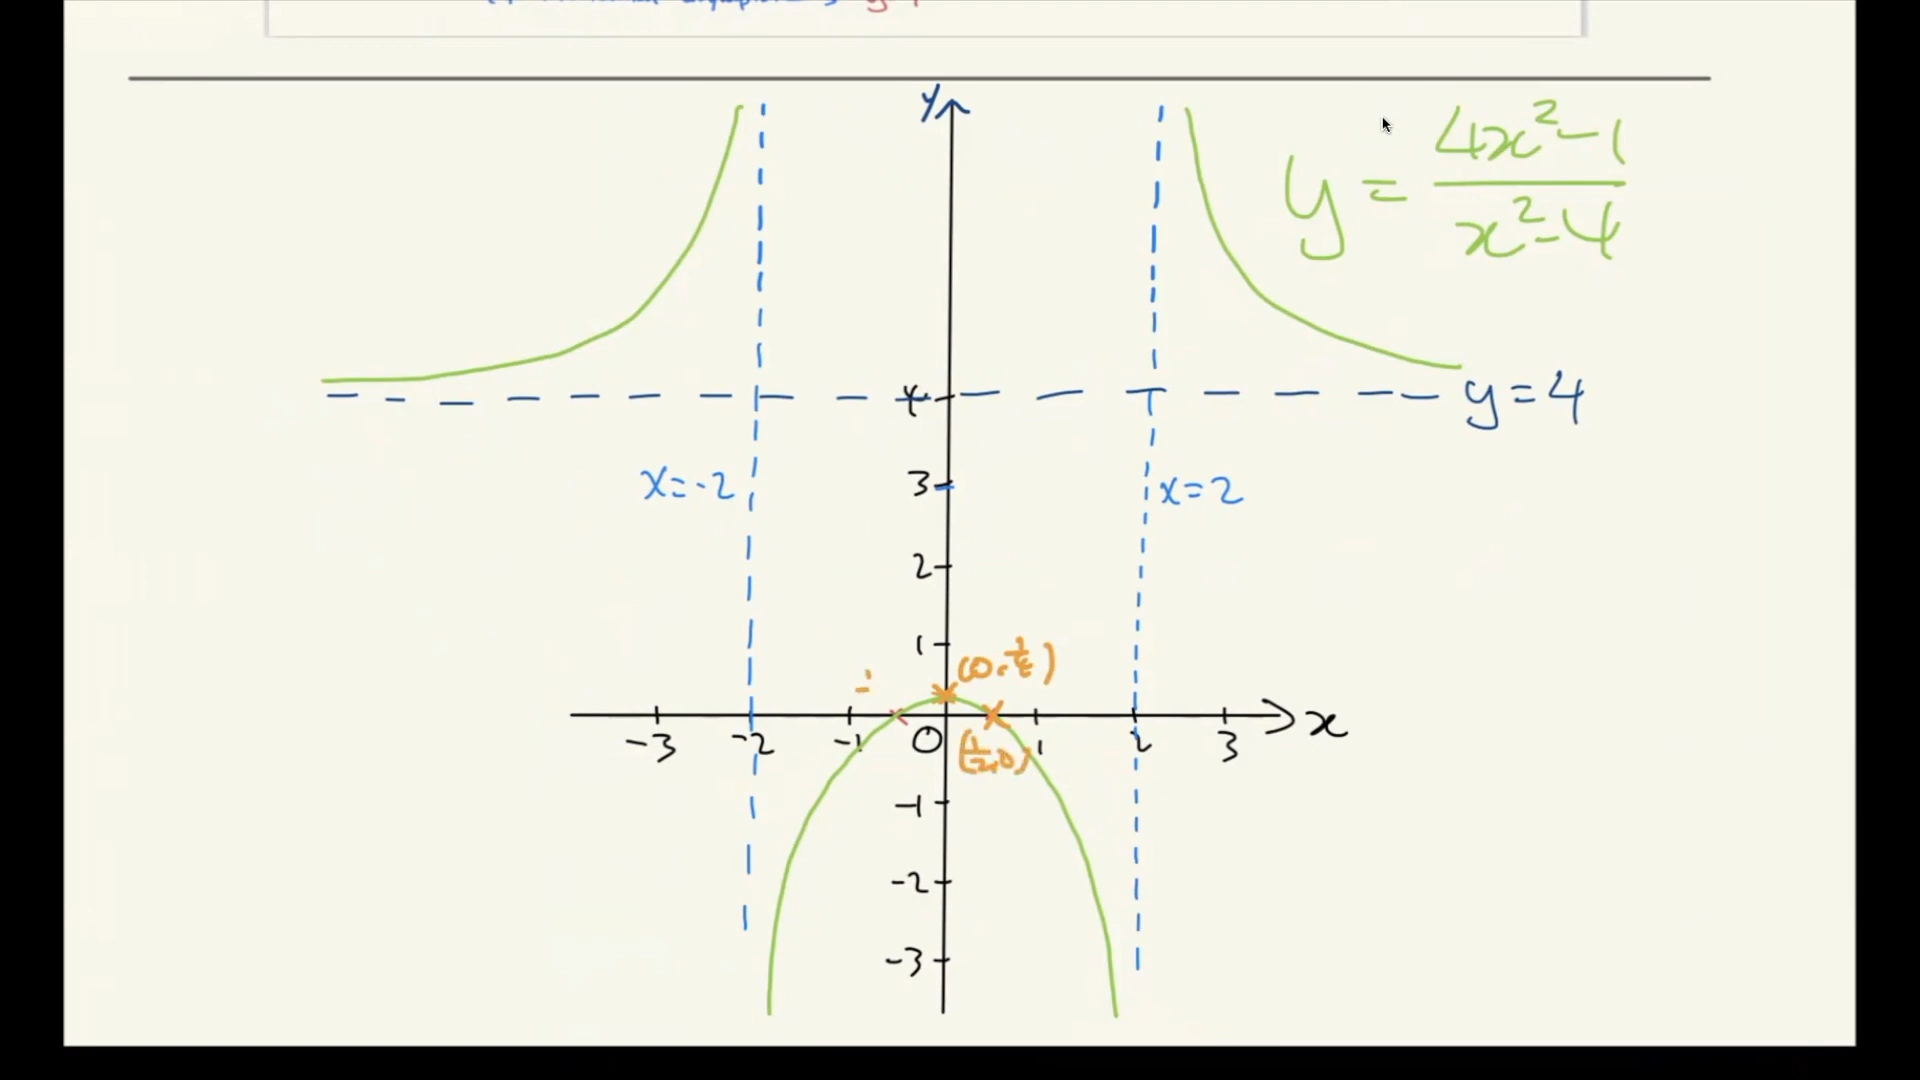 y
y = 4x²-1 / x²-4
4
y=4
3
x=-2
x=2
2
1
(0, 1/4)
-3 -2 -1 0 1 2 3 x
(1/2, 0)
-1
-2
-3